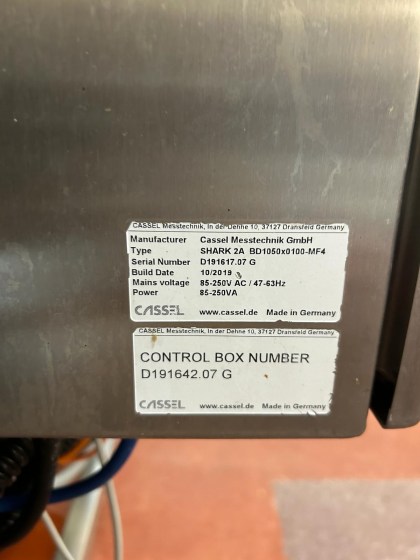 CASSEL Messtechnik, In der Dehne 10, 37127 Dransfeld Germany
Manufacturer Cassel Messtechnik GmbH
Type SHARK 2A BD1050x0100-MF4
Serial Number D191617.07 G
Build Date 10/2019
Mains voltage 85-250V AC / 47-63Hz
Power 85-250VA
CASSEL www.cassel.de Made in Germany
CASSEL Messtechnik, In der Dehne 10, 37127 Dransfeld Germany
CONTROL BOX NUMBER
D191642.07 G
CASSEL www.cassel.de Made in Germany